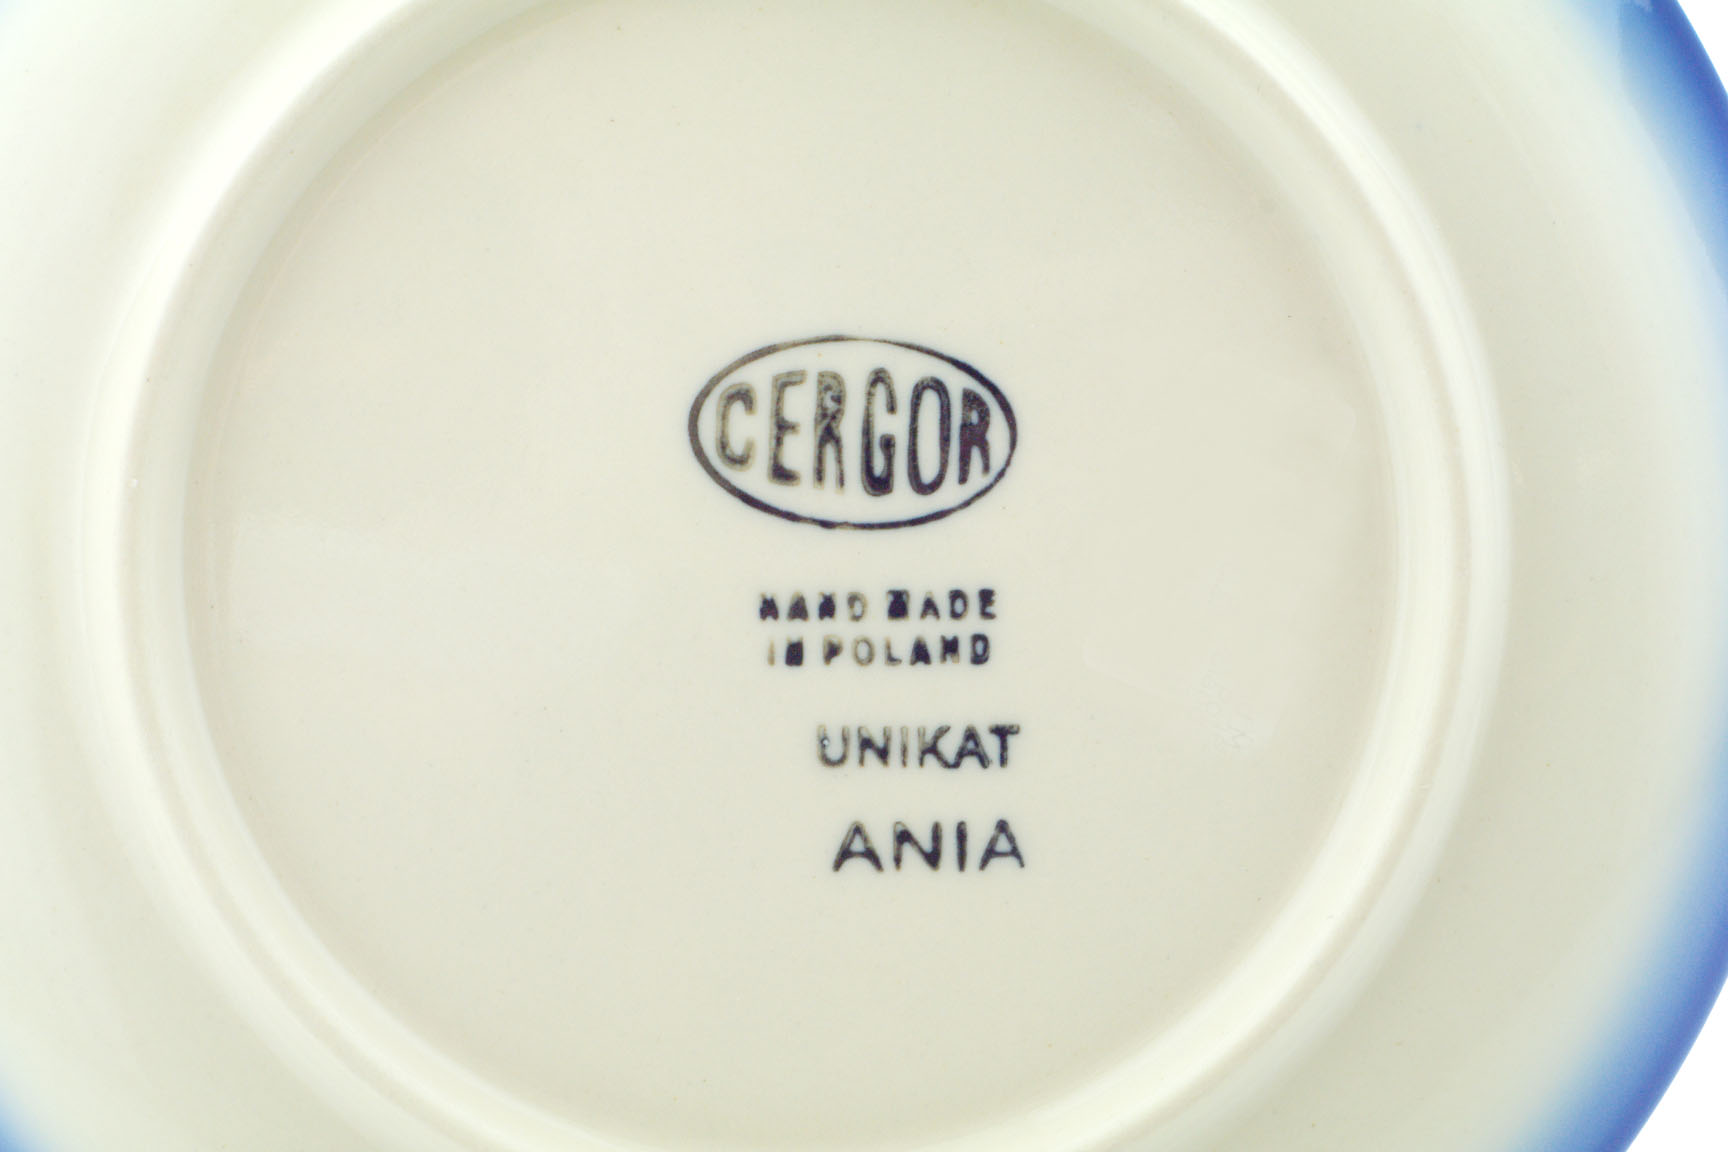 CERGOR
HAND MADE
IN POLAND
UNIKAT
ANIA